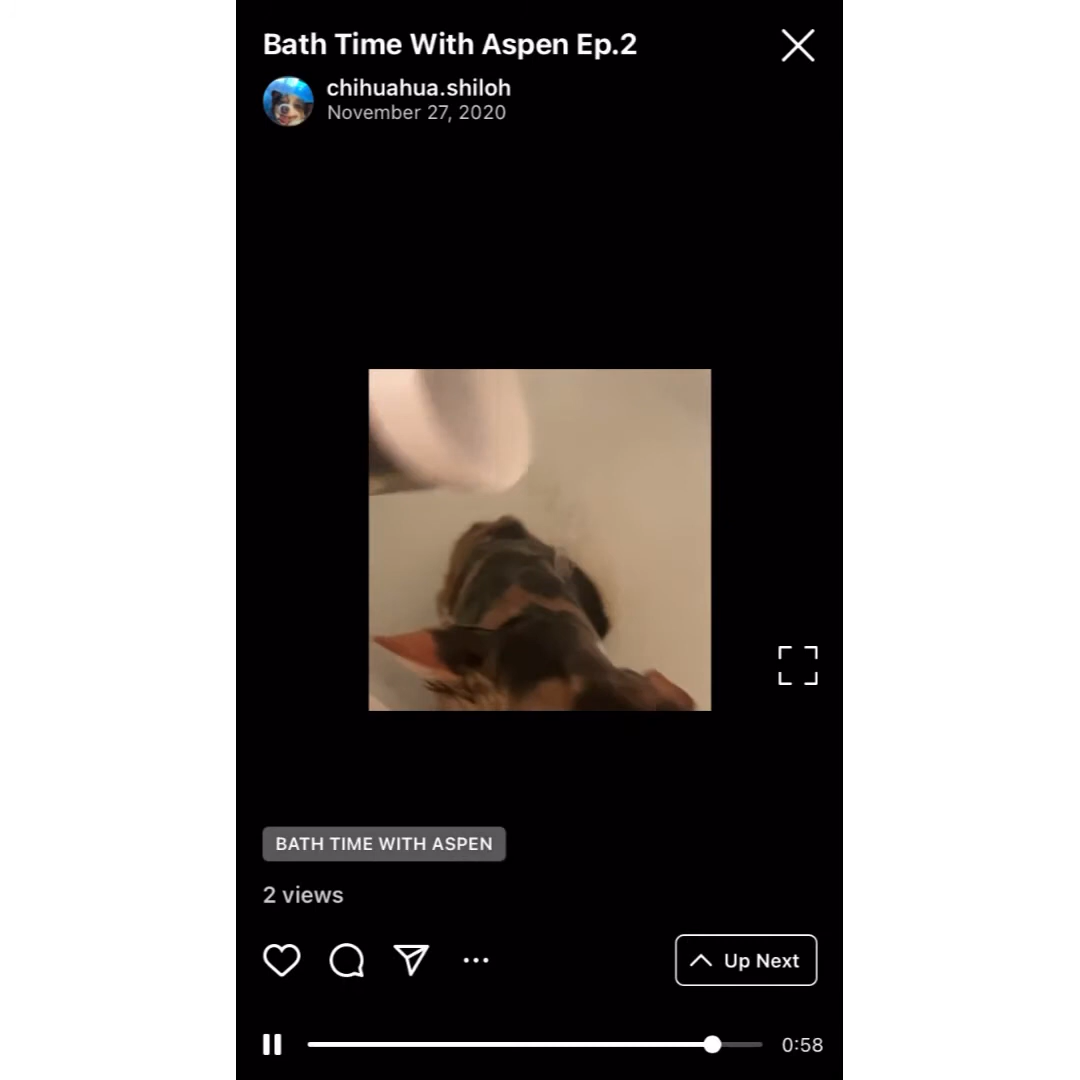 Bath Time With Aspen Ep.2
chihuahua.shiloh
November 27, 2020
BATH TIME WITH ASPEN
2 views
Up Next
0:58